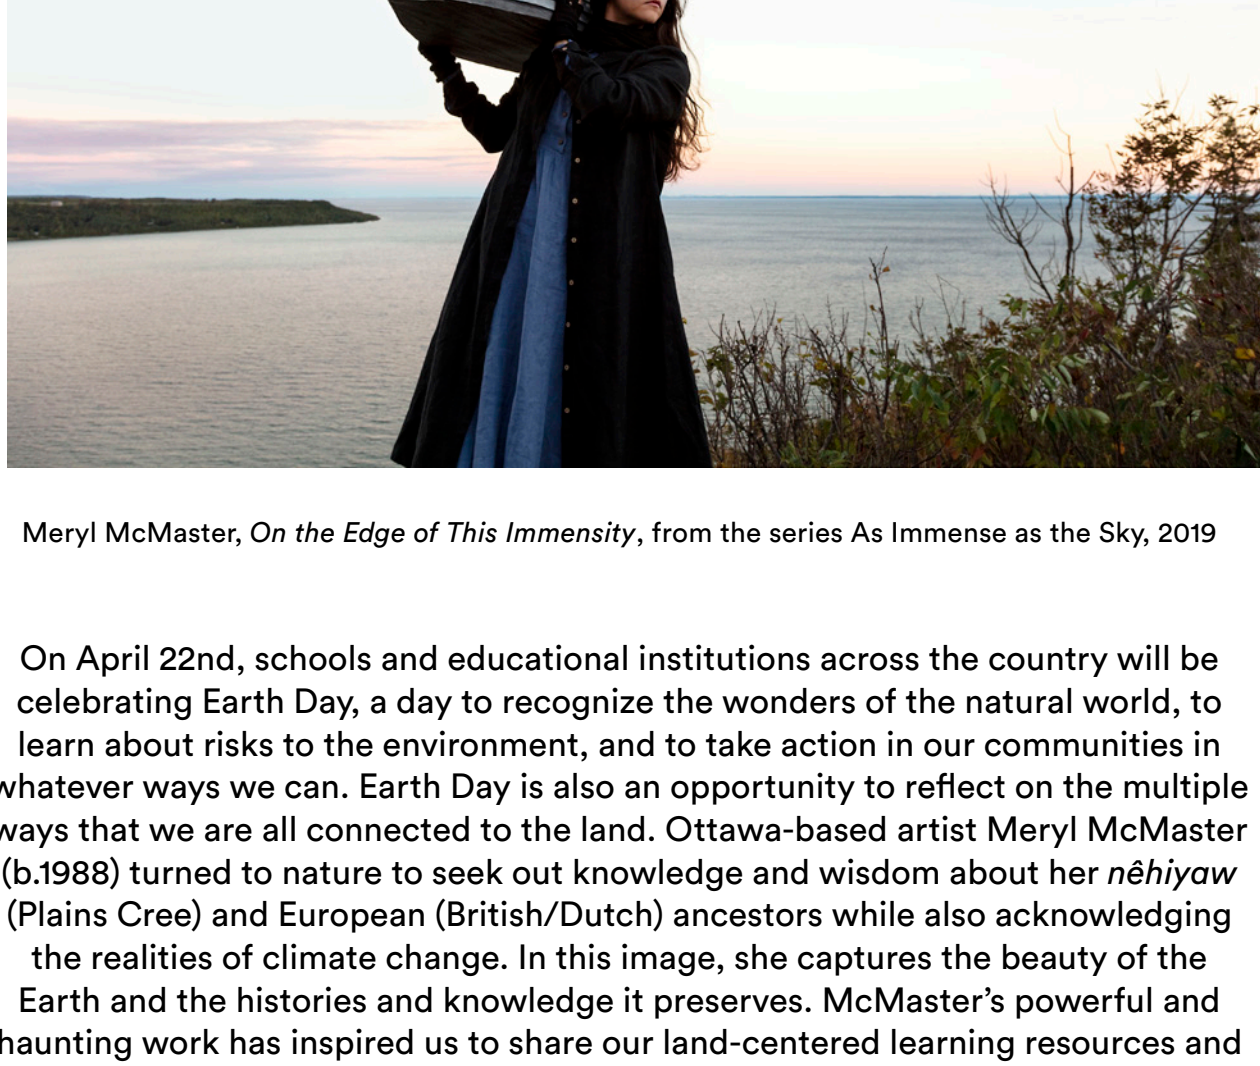 Meryl McMaster, On the Edge of This Immensity, from the series As Immense as the Sky, 2019
On April 22nd, schools and educational institutions across the country will be
celebrating Earth Day, a day to recognize the wonders of the natural world, to
learn about risks to the environment, and to take action in our communities in
whatever ways we can. Earth Day is also an opportunity to reflect on the multiple
ways that we are all connected to the land. Ottawa-based artist Meryl McMaster
(b.1988) turned to nature to seek out knowledge and wisdom about her nêhiyaw
(Plains Cree) and European (British/Dutch) ancestors while also acknowledging
the realities of climate change. In this image, she captures the beauty of the
Earth and the histories and knowledge it preserves. McMaster’s powerful and
haunting work has inspired us to share our land-centered learning resources and